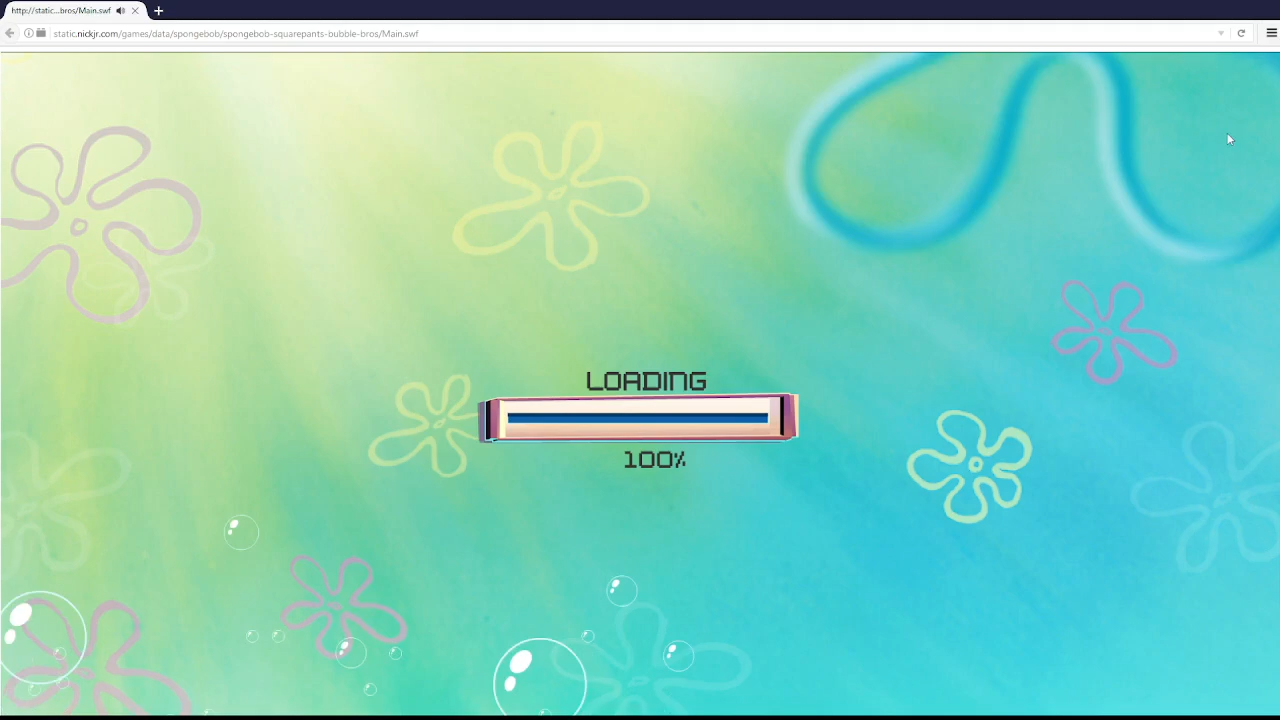 http://static...bros/Main.swf
static.nickjr.com/games/data/spongebob/spongebob-squarepants-bubble-bros/Main.swf
LOADING
100%